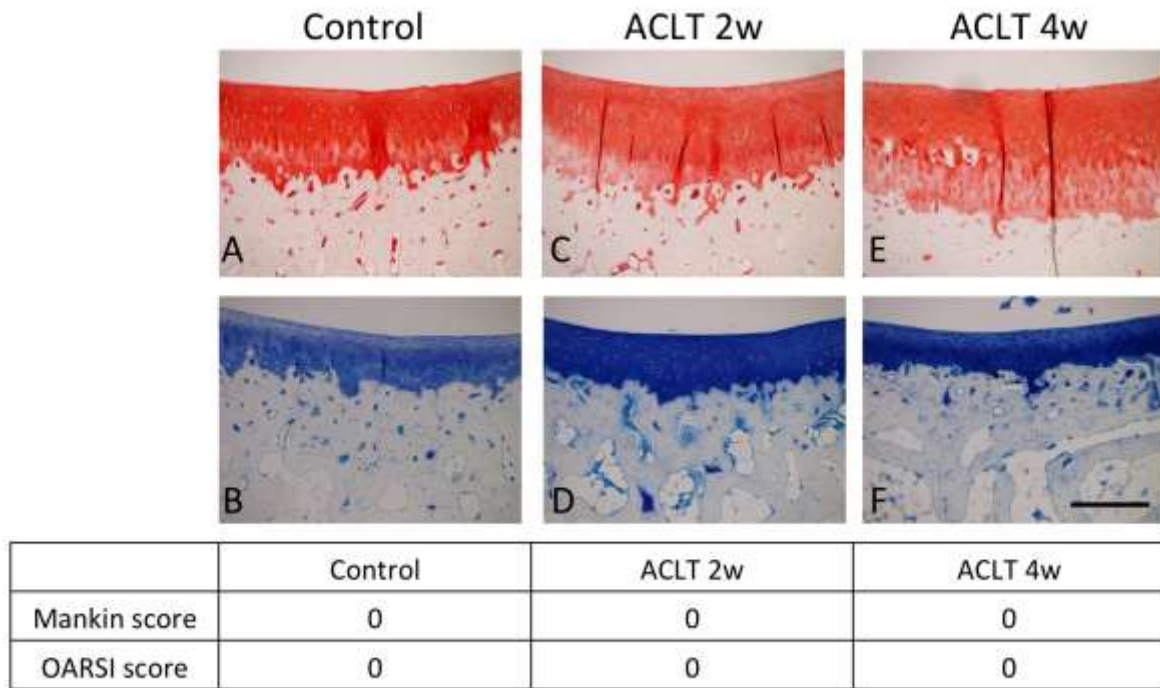 Control ACLT 2w ACLT 4w
A C E
B D F
Control ACLT 2w ACLT 4w
Mankin score 0 0 0
OARSI score 0 0 0